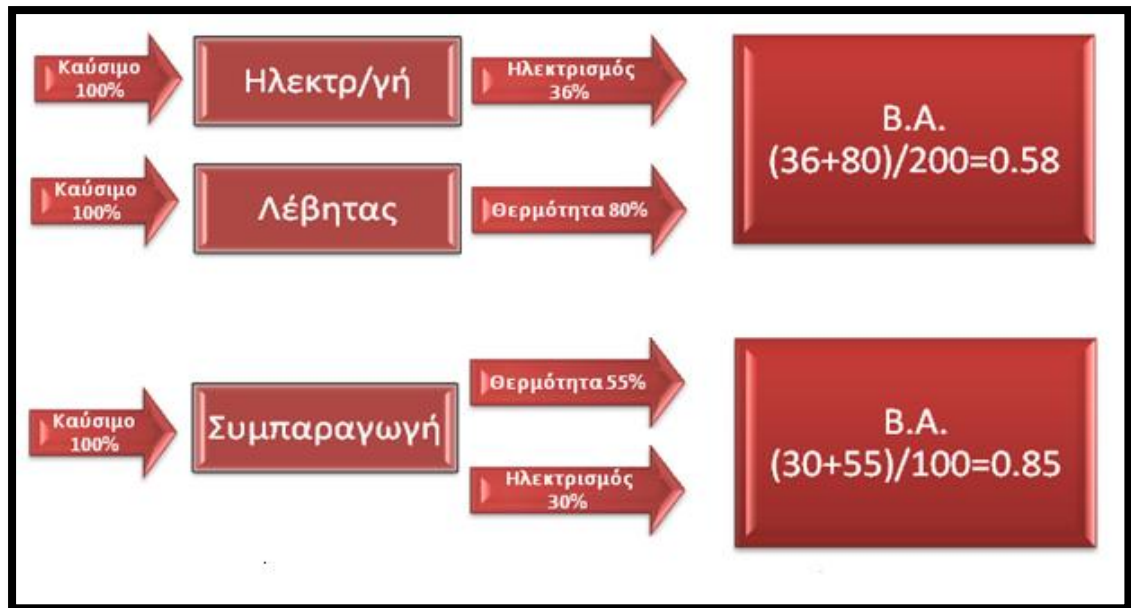 Καύσιμο
100%
Ηλεκτρ/γή
Ηλεκτρισμός
36%
Β.Α.
(36+80)/200=0.58
Καύσιμο
100%
Λέβητας
Θερμότητα 80%
Καύσιμο
100%
Συμπαραγωγή
Θερμότητα 55%
Ηλεκτρισμός
30%
Β.Α.
(30+55)/100=0.85